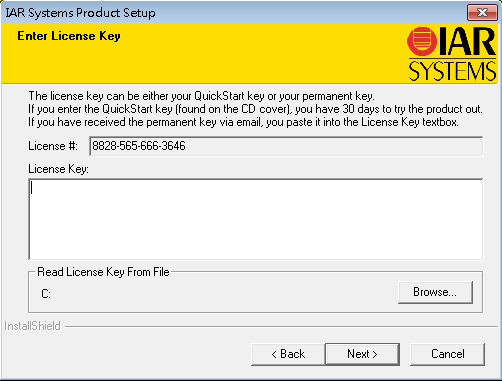 IAR Systems Product Setup
Enter License Key
IAR
SYSTEMS
The license key can be either your QuickStart key or your permanent key.
If you enter the QuickStart key (found on the CD cover), you have 30 days to try the product out.
If you have received the permanent key via email, you paste it into the License Key textbox.
License #: 8828-565-666-3646
License Key:
Read License Key From File
C:
Browse...
InstallShield
< Back
Next >
Cancel